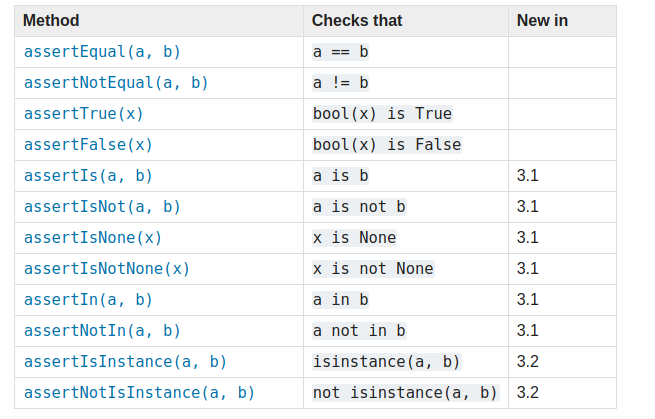 Method Checks that New in
assertEqual(a, b) a == b
assertNotEqual(a, b) a != b
assertTrue(x) bool(x) is True
assertFalse(x) bool(x) is False
assertIs(a, b) a is b 3.1
assertIsNot(a, b) a is not b 3.1
assertIsNone(x) x is None 3.1
assertIsNotNone(x) x is not None 3.1
assertIn(a, b) a in b 3.1
assertNotIn(a, b) a not in b 3.1
assertIsInstance(a, b) isinstance(a, b) 3.2
assertNotIsInstance(a, b) not isinstance(a, b) 3.2